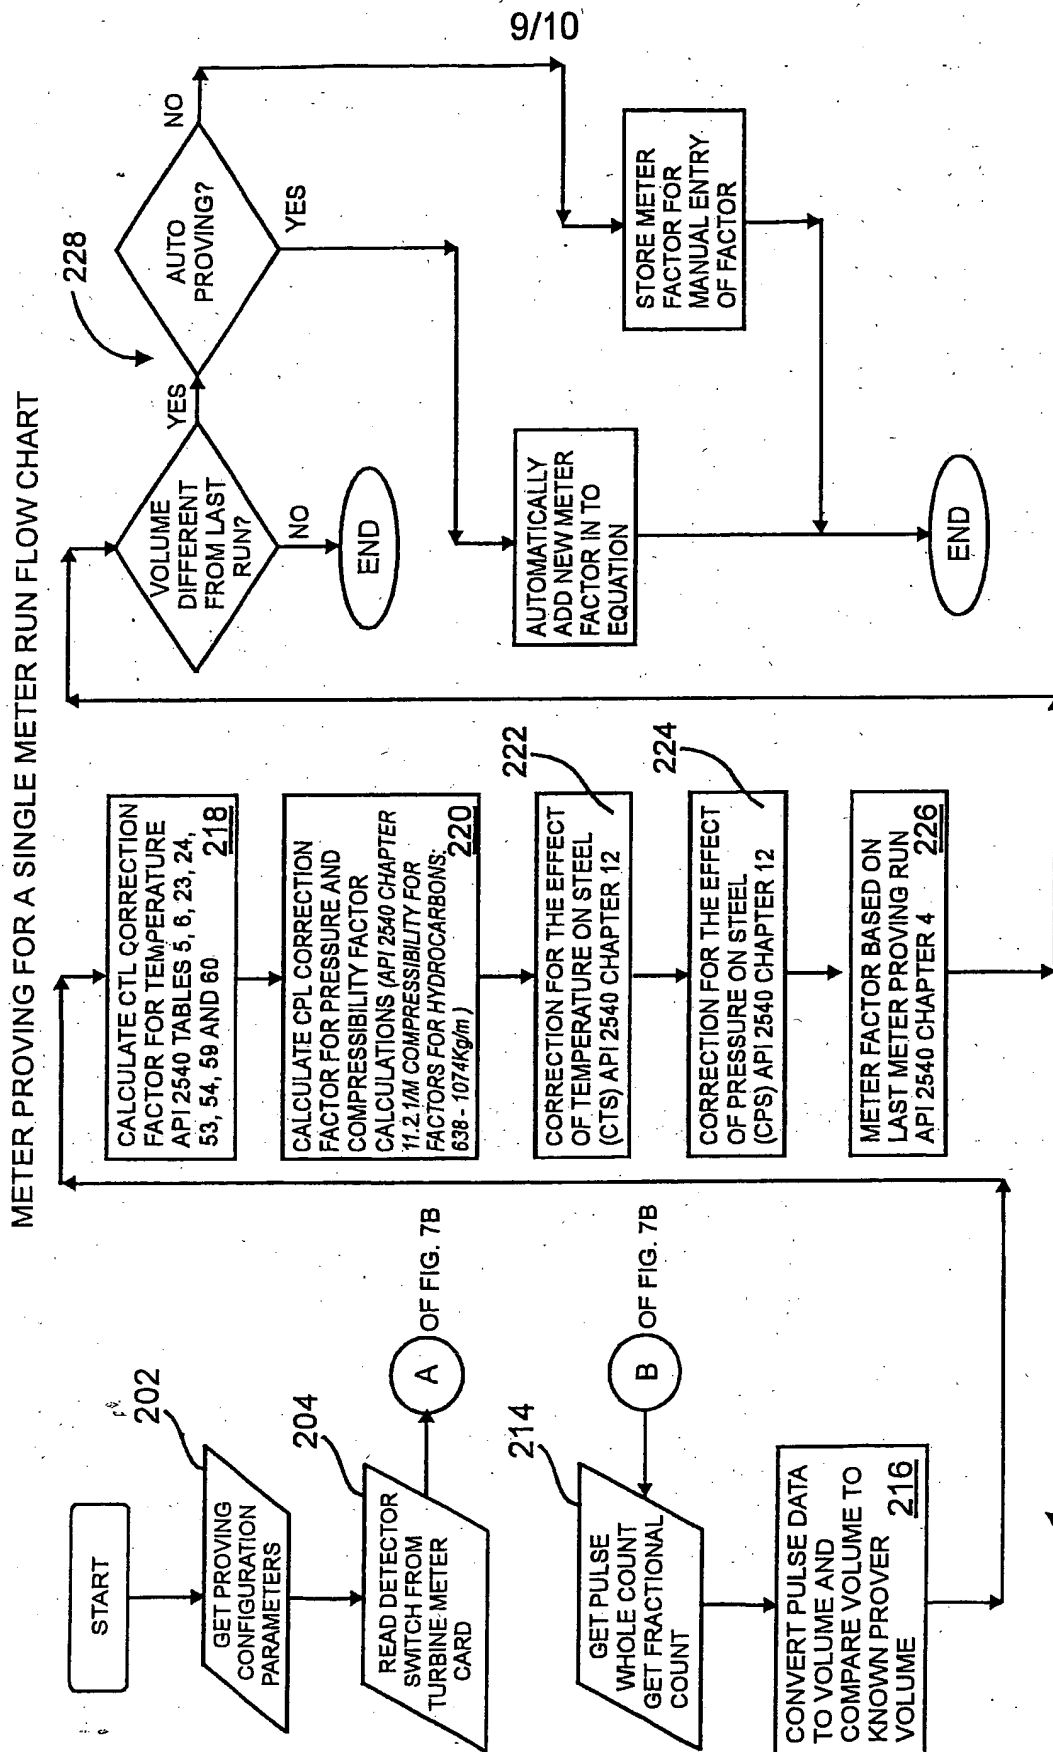 9/10
METER PROVING FOR A SINGLE METER RUN FLOW CHART
START
202
GET PROVING
CONFIGURATION
PARAMETERS
204
READ DETECTOR
SWITCH FROM
TURBINE METER
CARD
A
OF FIG. 7B
214
GET PULSE
WHOLE COUNT
GET FRACTIONAL
COUNT
B
OF FIG. 7B
CONVERT PULSE DATA
TO VOLUME AND
COMPARE VOLUME TO
KNOWN PROVER
VOLUME
216
CALCULATE CTL CORRECTION
FACTOR FOR TEMPERATURE
API 2540 TABLES 5, 6, 23, 24,
53, 54, 59 AND 60
218
CALCULATE CPL CORRECTION
FACTOR FOR PRESSURE AND
COMPRESSIBILITY FACTOR
CALCULATIONS (API 2540 CHAPTER
11.2.1/M COMPRESSIBILITY FOR
FACTORS FOR HYDROCARBONS:
638 - 1074Kg/m )
220
CORRECTION FOR THE EFFECT
OF TEMPERATURE ON STEEL
(CTS) API 2540 CHAPTER 12
222
CORRECTION FOR THE EFFECT
OF PRESSURE ON STEEL
(CPS) API 2540 CHAPTER 12
224
METER FACTOR BASED ON
LAST METER PROVING RUN
API 2540 CHAPTER 4
226
VOLUME
DIFFERENT
FROM LAST
RUN?
YES
NO
END
228
AUTO
PROVING?
NO
YES
AUTOMATICALLY
ADD NEW METER
FACTOR IN TO
EQUATION
STORE METER
FACTOR FOR
MANUAL ENTRY
OF FACTOR
END